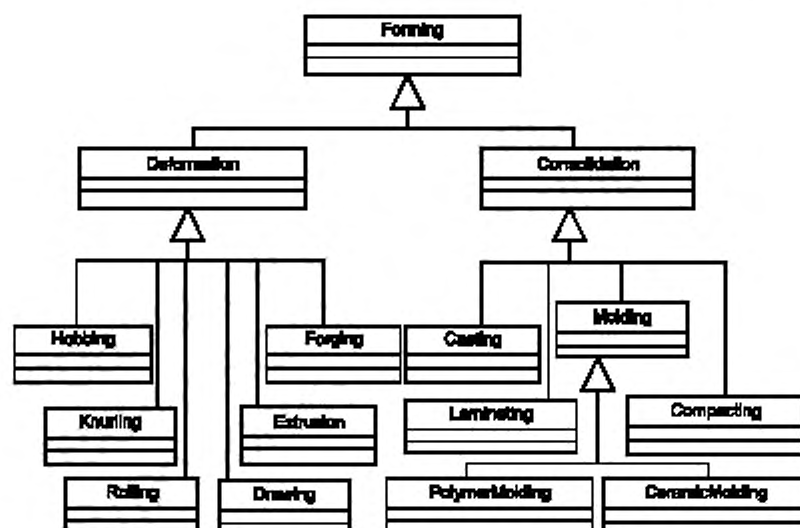 Forming
Deformation
Consolidation
Molding
Hobbing
Forging
Casting
Knurling
Extrusion
Laminating
Compacting
Rolling
Drawing
PolymerMolding
CeramicMolding